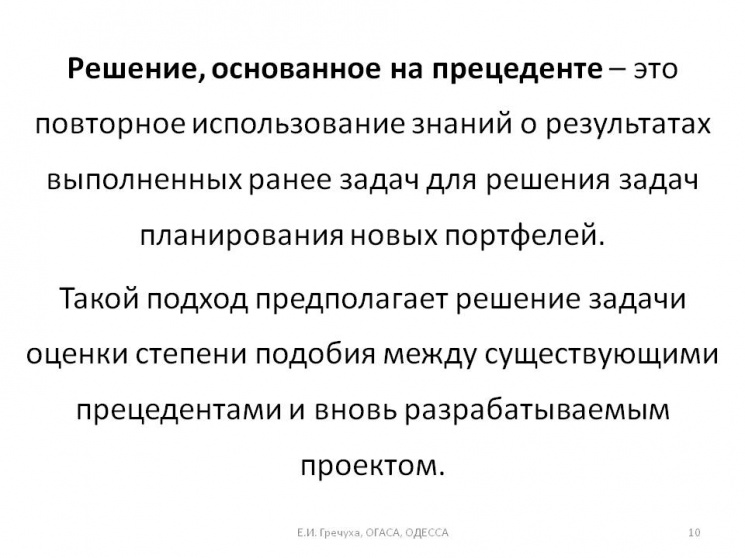 Решение, основанное на прецеденте – это
повторное использование знаний о результатах
выполненных ранее задач для решения задач
планирования новых портфелей.
Такой подход предполагает решение задачи
оценки степени подобия между существующими
прецедентами и вновь разрабатываемым
проектом.
Е.И. Гречуха, ОГАСА, ОДЕССА
10